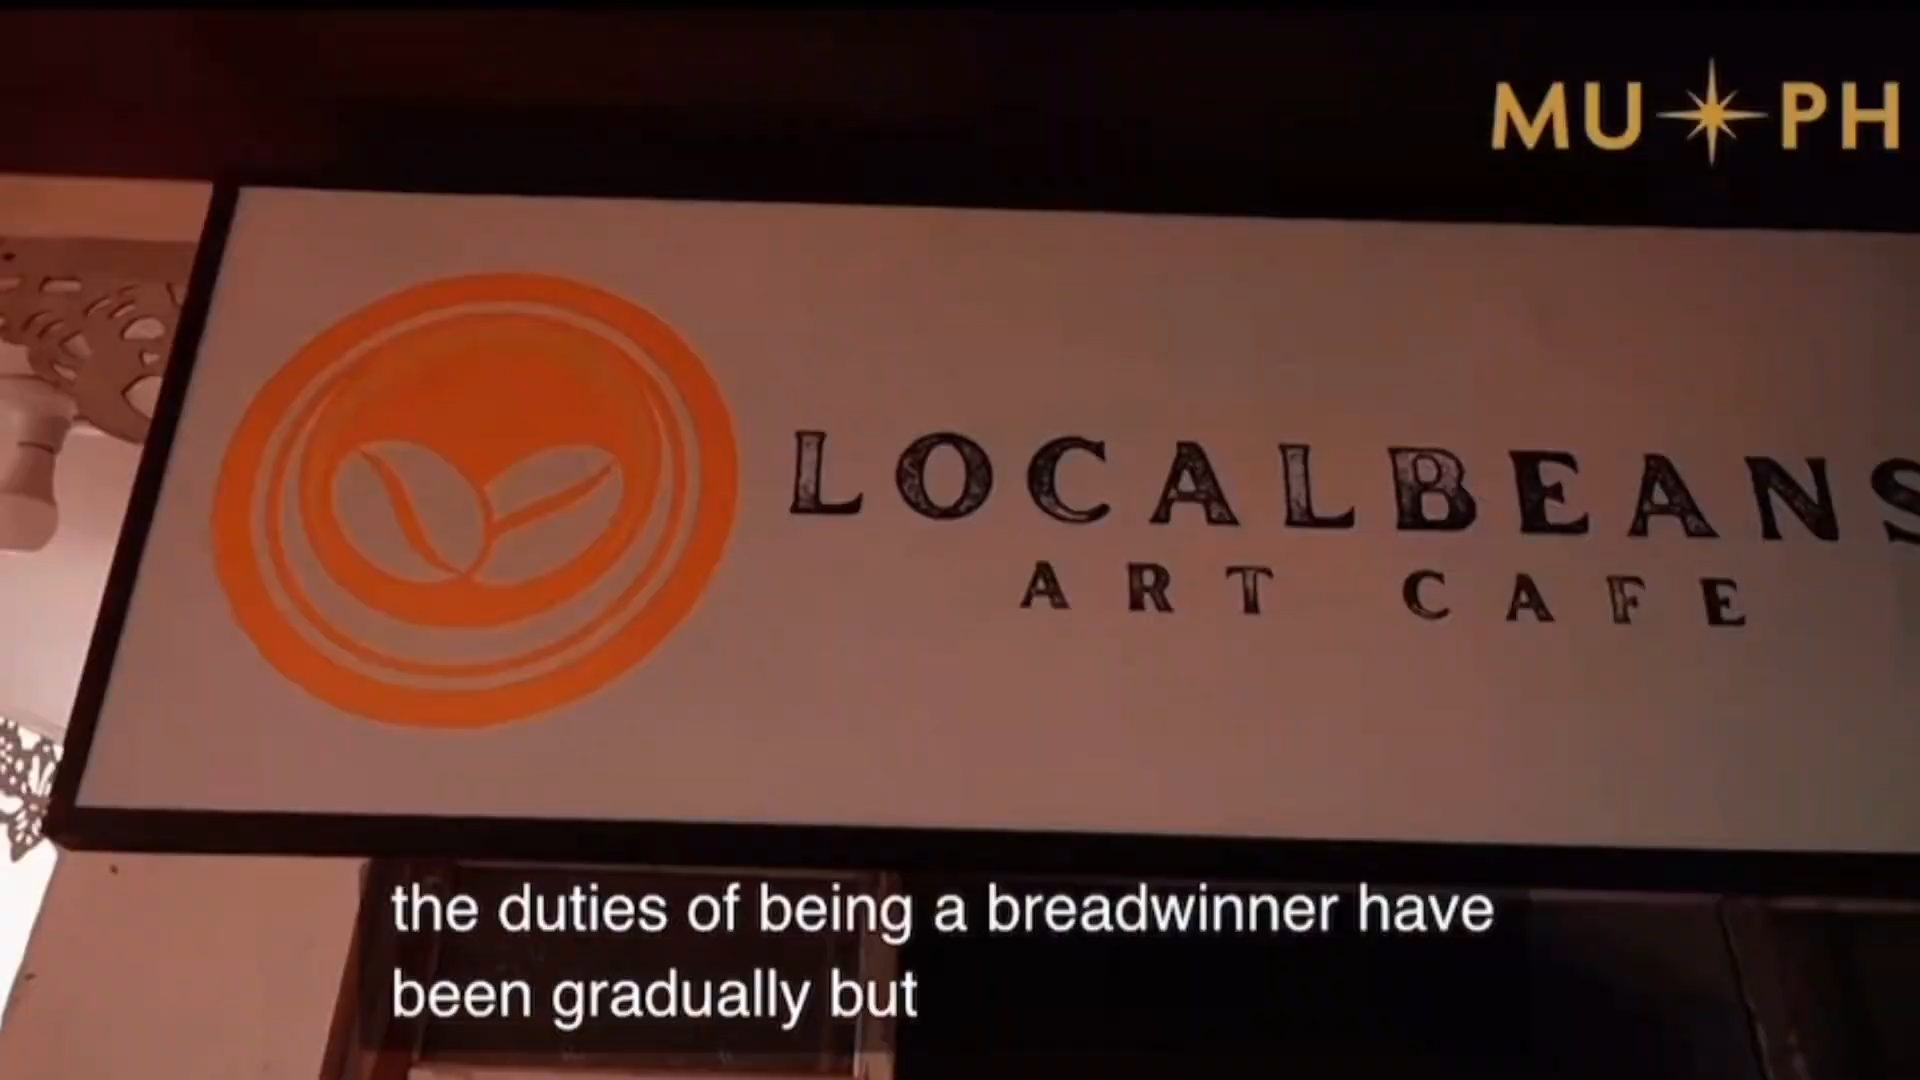 MU PH
LOCALBEANS
ART CAFE
the duties of being a breadwinner have
been gradually but